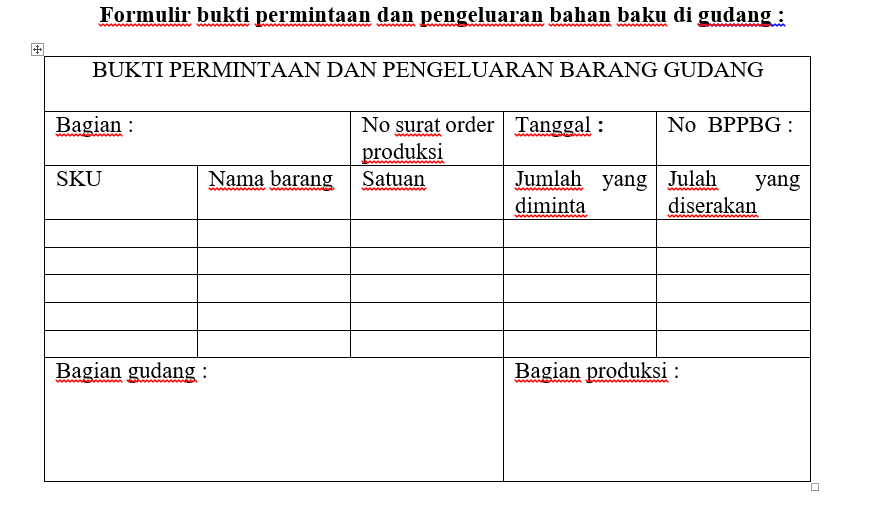 Formulir bukti permintaan dan pengeluaran bahan baku di gudang :
BUKTI PERMINTAAN DAN PENGELUARAN BARANG GUDANG
Bagian :
No surat order
produksi
Tanggal :
No BPPBG :
SKU
Nama barang
Satuan
Jumlah yang
diminta
Julah yang
diserakan
Bagian gudang :
Bagian produksi :